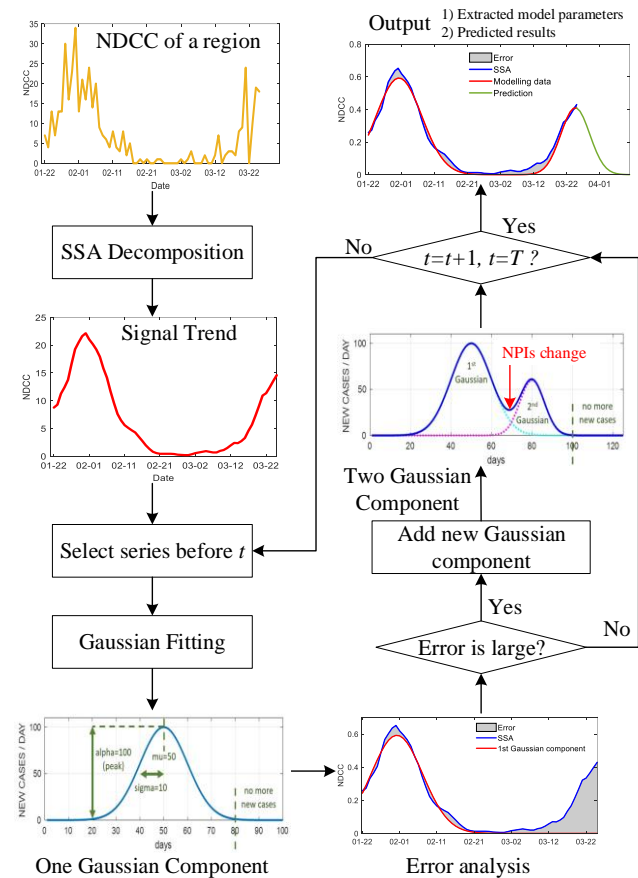 NDCC of a region
NDCC
35
30
25
20
15
10
5
0
01-22 02-01 02-11 02-21 03-02 03-12 03-22
Date
SSA Decomposition
Signal Trend
NDCC
25
20
15
10
5
0
01-22 02-01 02-11 02-21 03-02 03-12 03-22
Date
Select series before t
Gaussian Fitting
NEW CASES / DAY
100
50
0
alpha=100
(peak)
mu=50
sigma=10
no more
new cases
0 10 20 30 40 50 60 70 80 90 100
days
One Gaussian Component
Output
1) Extracted model parameters
2) Predicted results
NDCC
0.8
0.6
0.4
0.2
0
Error
SSA
Modelling data
Prediction
01-22 02-01 02-11 02-21 03-02 03-12 03-22 04-01
Yes
No
t=t+1, t=T ?
NEW CASES / DAY
100
50
0
NPIs change
1st
Gaussian
2nd
Gaussian
no more
new cases
0 20 40 60 80 100 120
days
Two Gaussian
Component
Add new Gaussian
component
Yes
No
Error is large?
NDCC
0.6
0.4
0.2
0
Error
SSA
1st Gaussian component
01-22 02-01 02-11 02-21 03-02 03-12 03-22
Error analysis